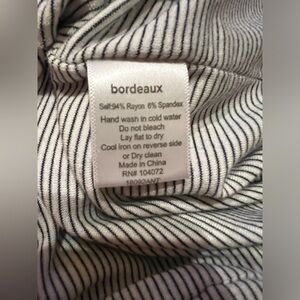 bordeaux
Self:94% Rayon 6% Spandex
Hand wash in cold water
Do not bleach
Lay flat to dry
Cool iron on reverse side
or Dry clean
Made in China
RN# 104072